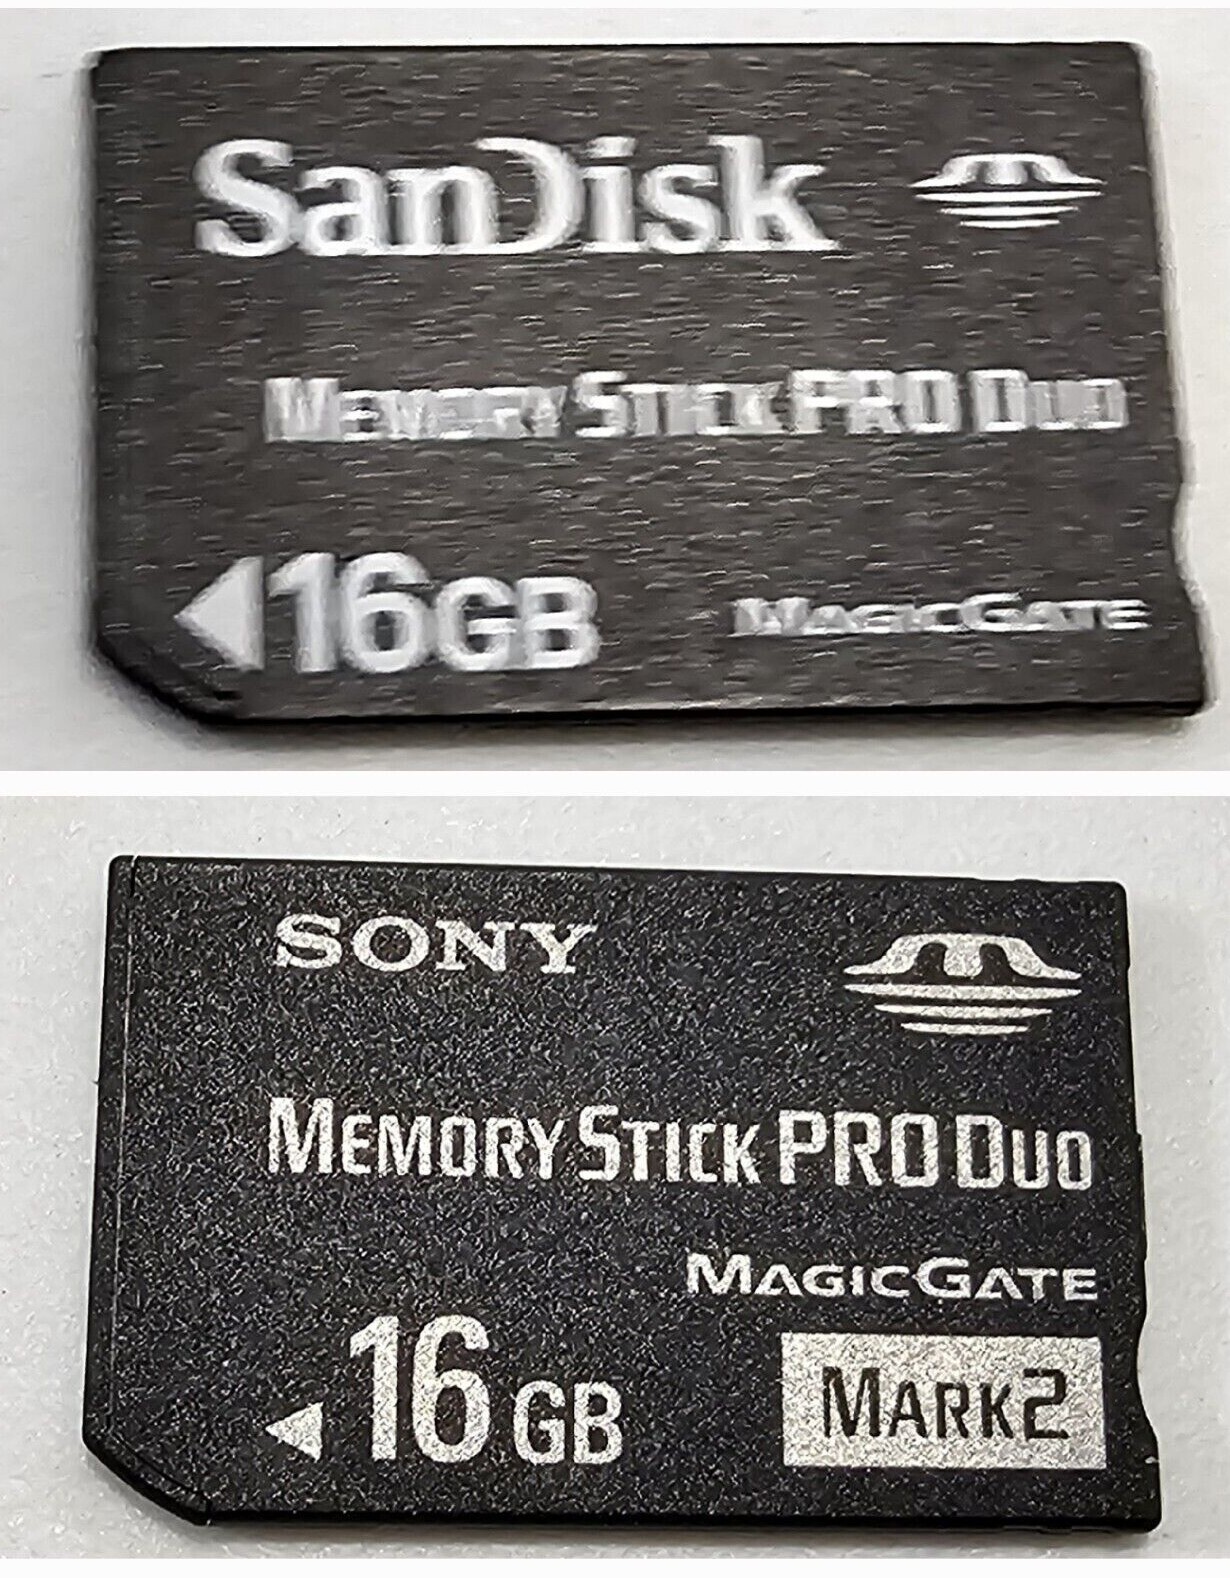 SanDisk
MEMORY STICK PRO DUO
16GB MAGICGATE
SONY
MEMORY STICK PRO DUO
MAGICGATE
16 GB MARK2